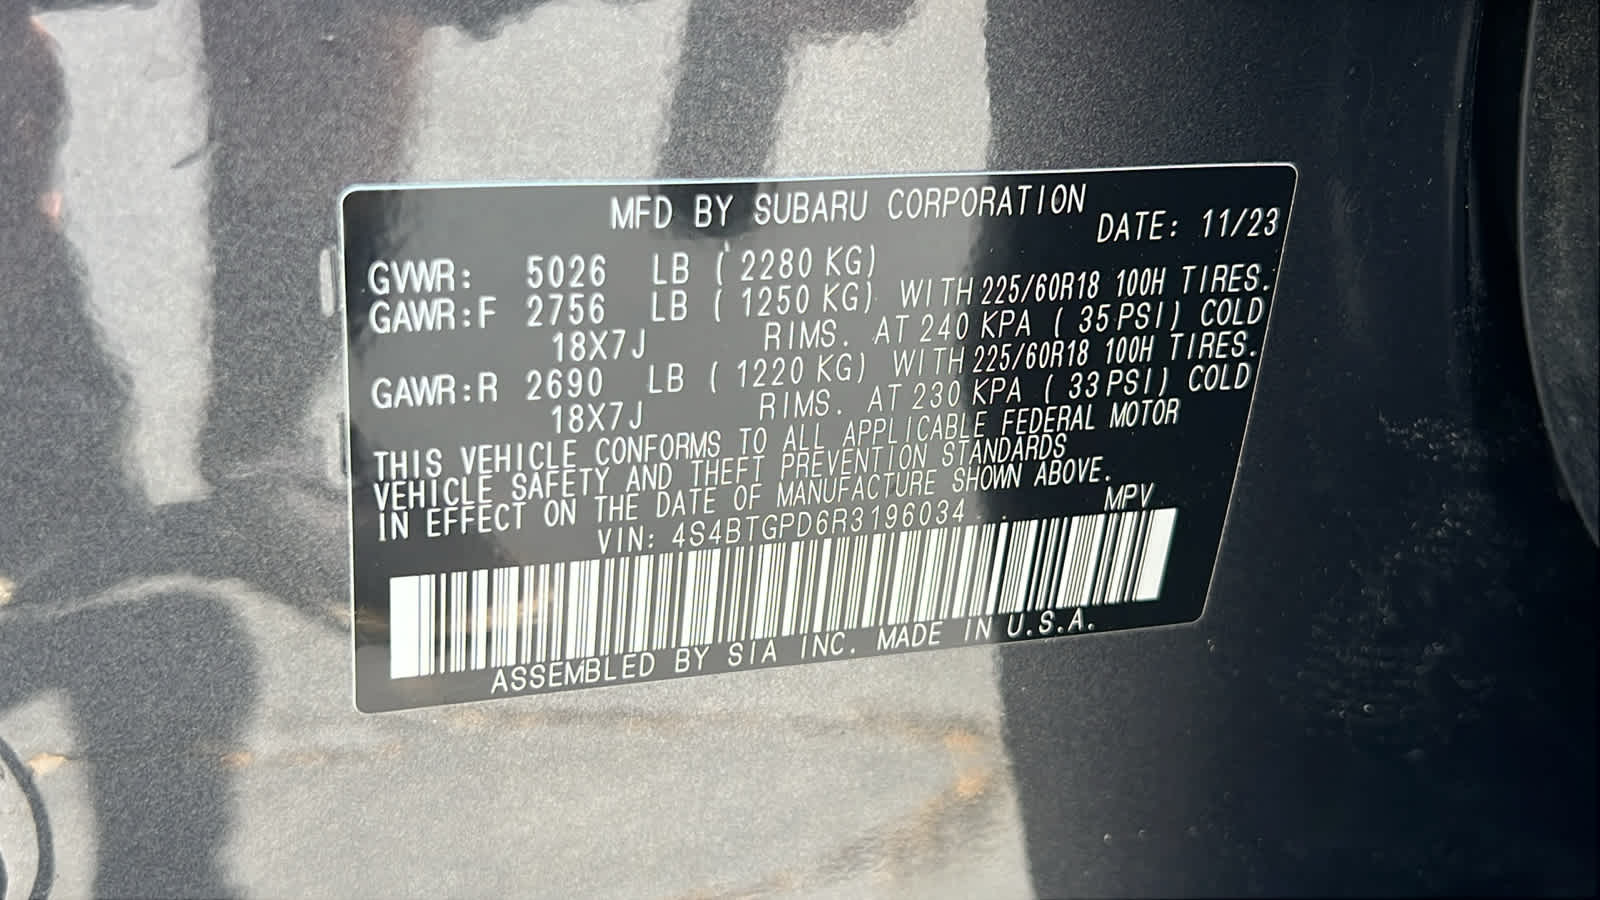 MFD BY SUBARU CORPORATION
DATE: 11/23
GVWR: 5026 LB ( 2280 KG)
GAWR:F 2756 LB ( 1250 KG) WITH 225/60R18 100H TIRES.
18X7J RIMS. AT 240 KPA ( 35 PSI) COLD
GAWR:R 2690 LB ( 1220 KG) WITH 225/60R18 100H TIRES.
18X7J RIMS. AT 230 KPA ( 33 PSI) COLD
THIS VEHICLE CONFORMS TO ALL APPLICABLE FEDERAL MOTOR
VEHICLE SAFETY AND THEFT PREVENTION STANDARDS
IN EFFECT ON THE DATE OF MANUFACTURE SHOWN ABOVE.
VIN: 4S4BTGPD6R3196034 . . MPV
ASSEMBLED BY SIA INC. MADE IN U.S.A.